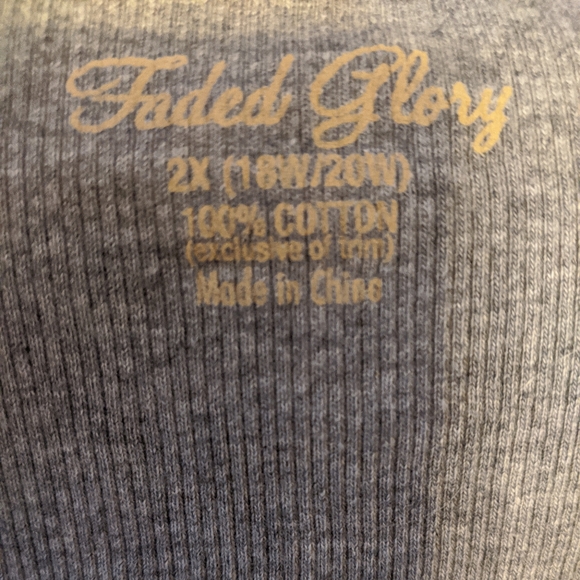 Faded Glory
2X (18W/20W)
100% COTTON
(exclusive of trim)
Made in China